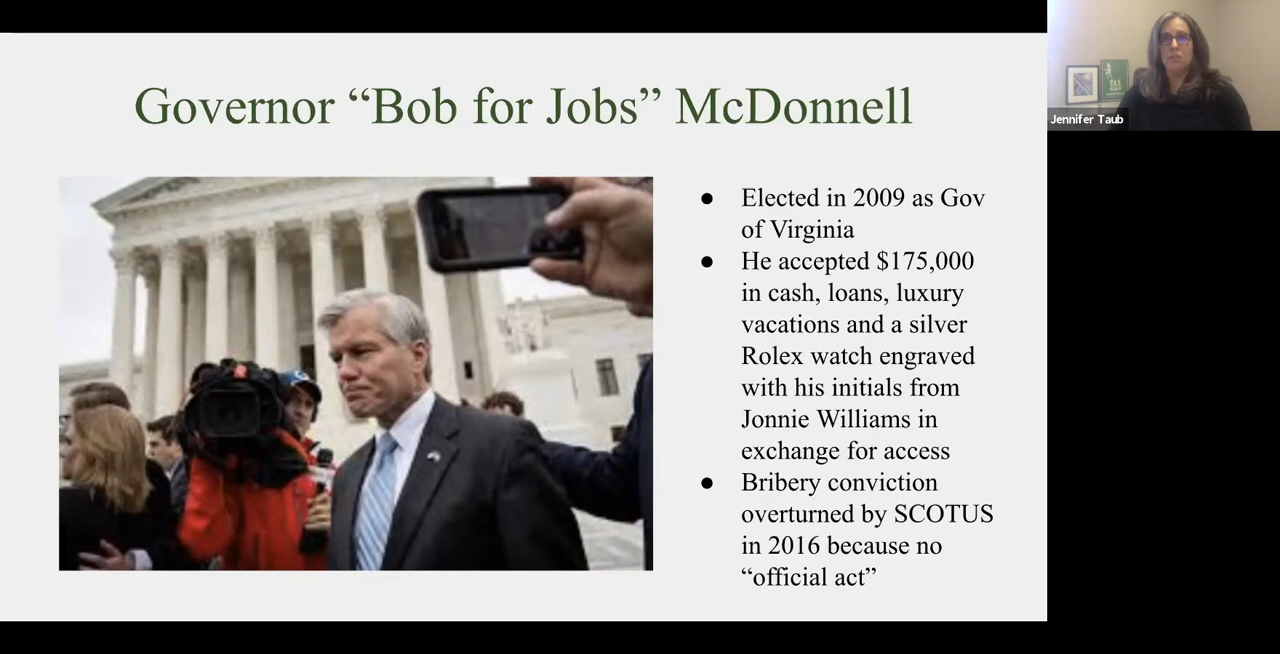 Governor “Bob for Jobs” McDonnell
● Elected in 2009 as Gov
of Virginia
● He accepted $175,000
in cash, loans, luxury
vacations and a silver
Rolex watch engraved
with his initials from
Jonnie Williams in
exchange for access
● Bribery conviction
overturned by SCOTUS
in 2016 because no
“official act”
Jennifer Taub